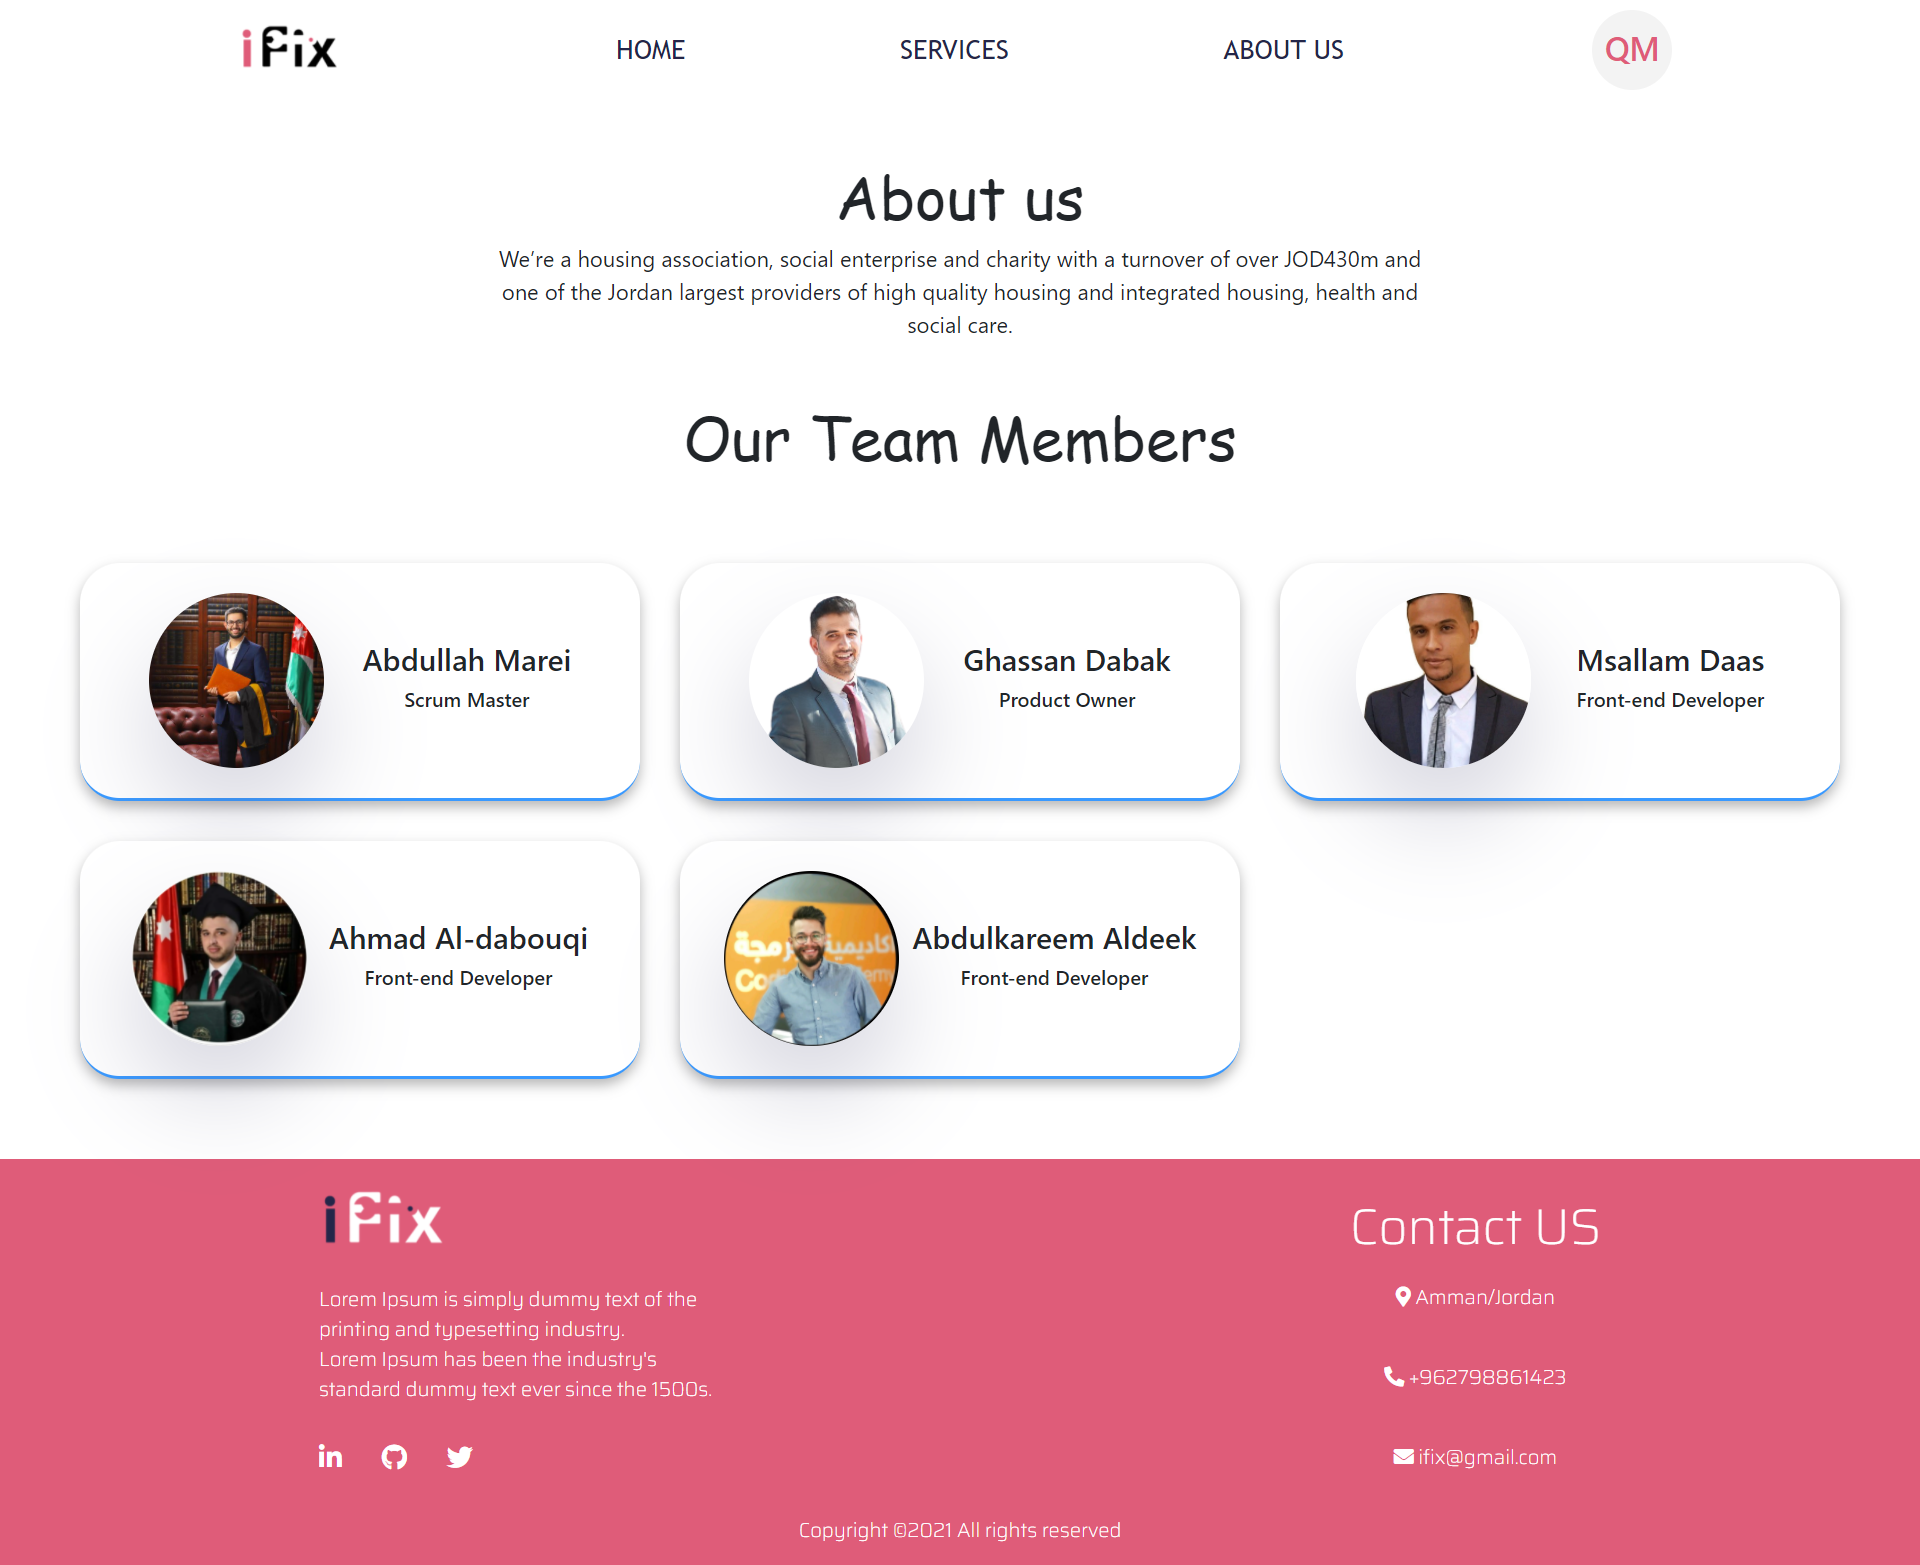 iFix
HOME
SERVICES
ABOUT US
QM
About us
We’re a housing association, social enterprise and charity with a turnover of over JOD430m and
one of the Jordan largest providers of high quality housing and integrated housing, health and
social care.
Our Team Members
Abdullah Marei
Scrum Master
Ghassan Dabak
Product Owner
Msallam Daas
Front-end Developer
Ahmad Al-dabouqi
Front-end Developer
Abdulkareem Aldeek
Front-end Developer
iFix
Lorem Ipsum is simply dummy text of the
printing and typesetting industry.
Lorem Ipsum has been the industry's
standard dummy text ever since the 1500s.
Contact US
Amman/Jordan
+962798861423
ifix@gmail.com
Copyright ©2021 All rights reserved